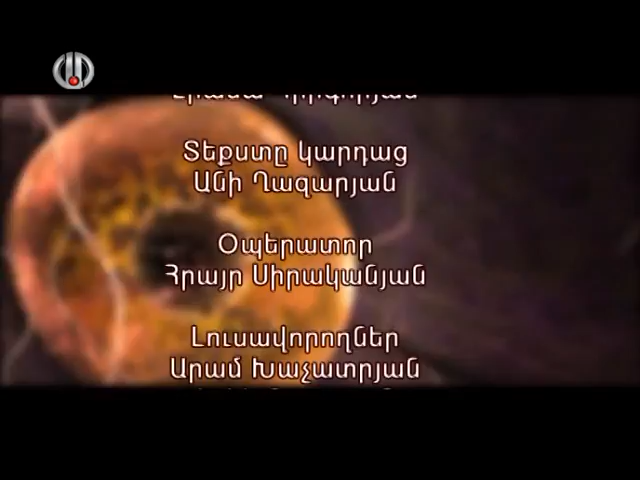 Տեքստը կարդաց
Անի Ղազարյան
Օպերատոր
Հրայր Սիրականյան
Լուսավորողներ
Արամ Խաչատրյան